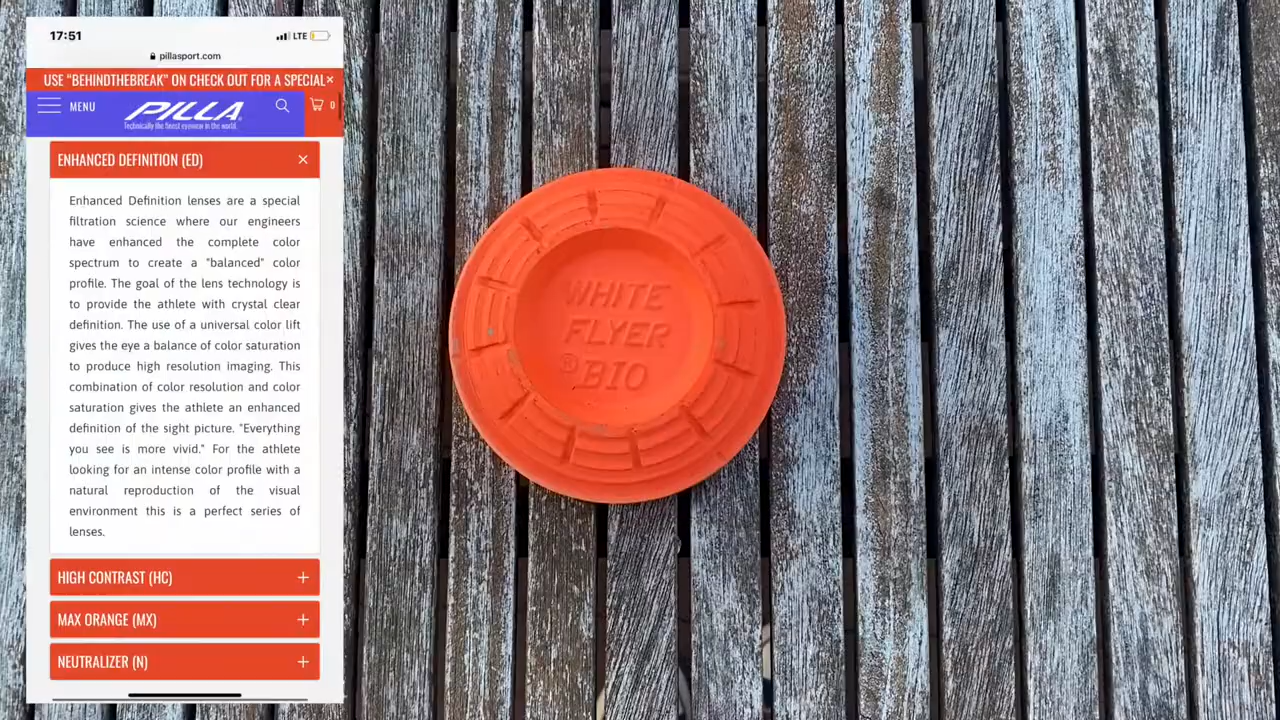 17:51
LTE
pillasport.com
USE "BEHINDTHEBREAK" ON CHECK OUT FOR A SPECIAL×
MENU
PILLA
Technically the finest eyewear in the world.
0
ENHANCED DEFINITION (ED) ×
Enhanced Definition lenses are a special
filtration science where our engineers
have enhanced the complete color
spectrum to create a "balanced" color
profile. The goal of the lens technology is
to provide the athlete with crystal clear
definition. The use of a universal color lift
gives the eye a balance of color saturation
to produce high resolution imaging. This
combination of color resolution and color
saturation gives the athlete an enhanced
definition of the sight picture. "Everything
you see is more vivid." For the athlete
looking for an intense color profile with a
natural reproduction of the visual
environment this is a perfect series of
lenses.
HIGH CONTRAST (HC) +
MAX ORANGE (MX) +
NEUTRALIZER (N) +
WHITE
FLYER
®BIO